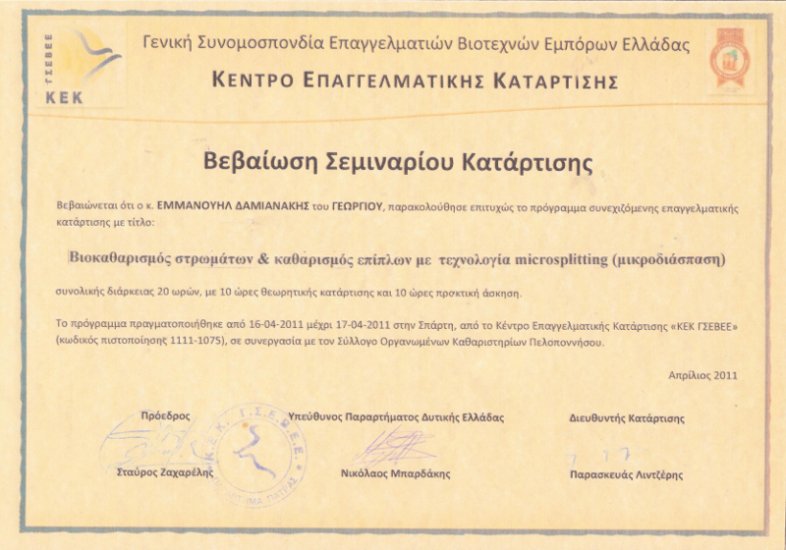 Γενική Συνομοσπονδία Επαγγελματιών Βιοτεχνών Εμπόρων Ελλάδας
ΓΣΕΒΕΕ
ΚΕΚ
ΚΕΝΤΡΟ ΕΠΑΓΓΕΛΜΑΤΙΚΗΣ ΚΑΤΑΡΤΙΣΗΣ
Βεβαίωση Σεμιναρίου Κατάρτισης
Βεβαιώνεται ότι ο κ. ΕΜΜΑΝΟΥΗΛ ΔΑΜΙΑΝΑΚΗΣ του ΓΕΩΡΓΙΟΥ, παρακολούθησε επιτυχώς το πρόγραμμα συνεχιζόμενης επαγγελματικής
κατάρτισης με τίτλο:
Βιοκαθαρισμός στρωμάτων & καθαρισμός επίπλων με τεχνολογία microsplitting (μικροδιάσπαση)
συνολικής διάρκειας 20 ωρών, με 10 ώρες θεωρητικής κατάρτισης και 10 ώρες πρακτική άσκηση.
Το πρόγραμμα πραγματοποιήθηκε από 16-04-2011 μέχρι 17-04-2011 στην Σπάρτη, από το Κέντρο Επαγγελματικής Κατάρτισης «ΚΕΚ ΓΣΕΒΕΕ»
(κωδικός πιστοποίησης 1111-1075), σε συνεργασία με τον Σύλλογο Οργανωμένων Καθαριστηρίων Πελοποννήσου.
Απρίλιος 2011
Πρόεδρος Υπεύθυνος Παραρτήματος Δυτικής Ελλάδας Διευθυντής Κατάρτισης
Κ.Ε.Κ. Γ.Σ.Ε.Β.Ε.Ε.
ΠΑΤΡΑΣ
Σταύρος Ζαχαρέλης Νικόλαος Μπαρδάκης Παρασκευάς Λιντζέρης